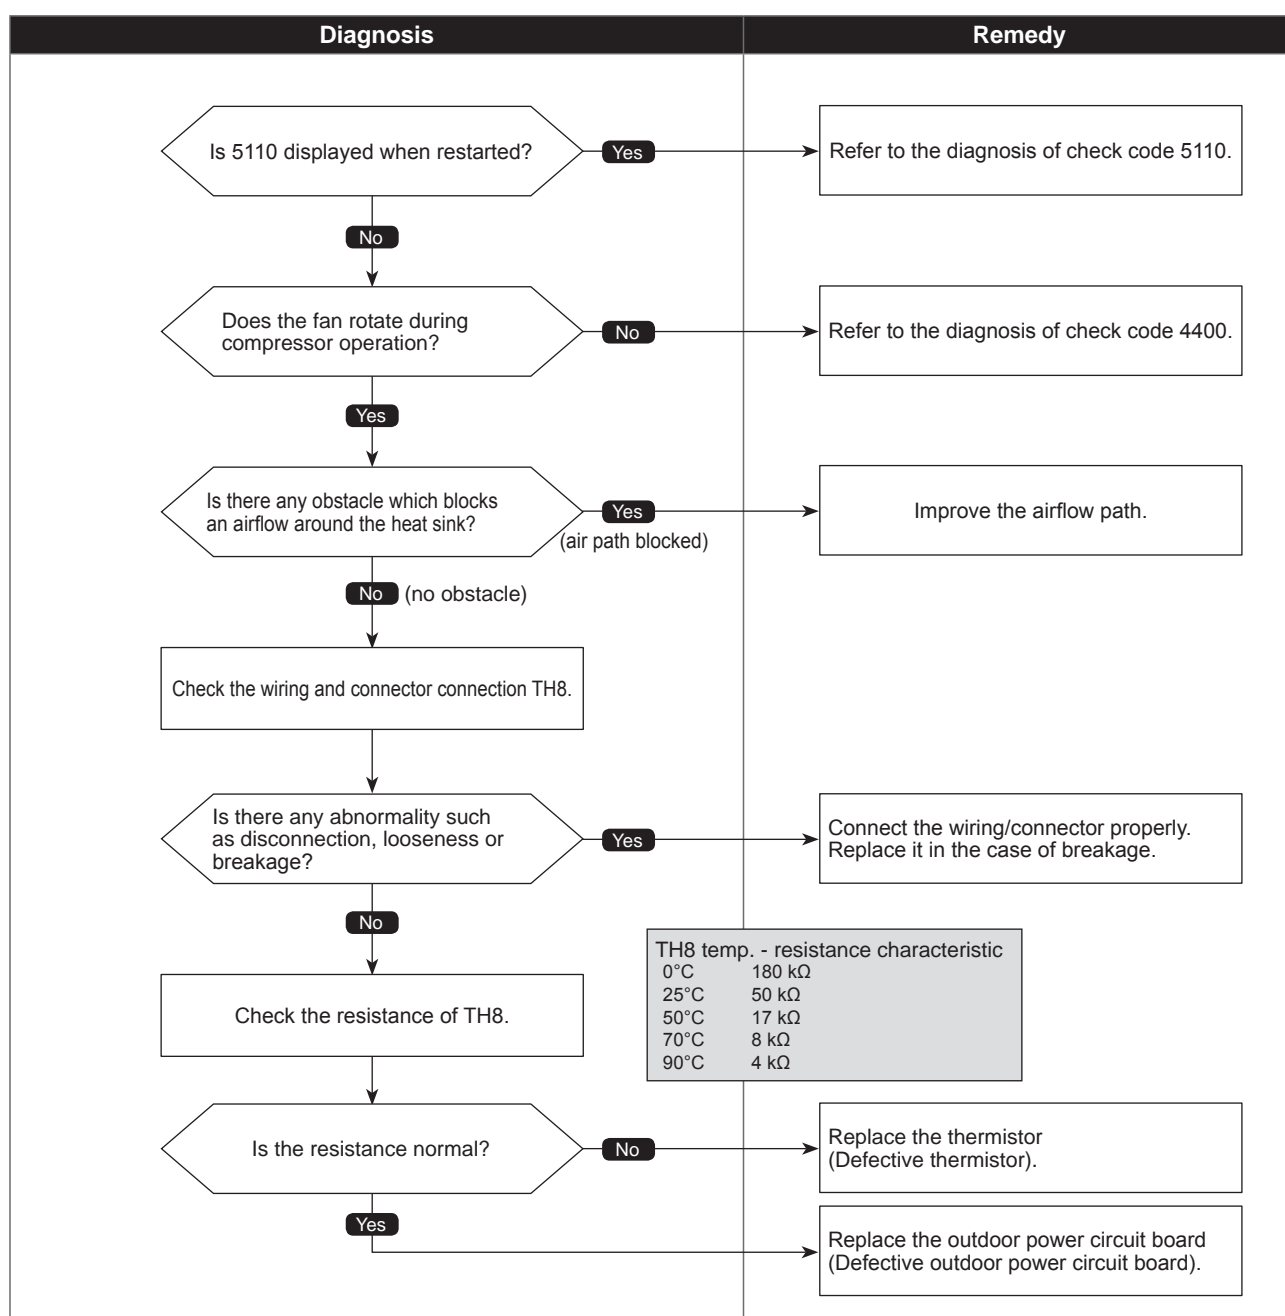 Diagnosis
Remedy
Is 5110 displayed when restarted?
Yes
Refer to the diagnosis of check code 5110.
No
Does the fan rotate during
compressor operation?
No
Refer to the diagnosis of check code 4400.
Yes
Is there any obstacle which blocks
an airflow around the heat sink?
Yes
(air path blocked)
Improve the airflow path.
No (no obstacle)
Check the wiring and connector connection TH8.
Is there any abnormality such
as disconnection, looseness or
breakage?
Yes
Connect the wiring/connector properly.
Replace it in the case of breakage.
No
TH8 temp. - resistance characteristic
0°C 180 kΩ
25°C 50 kΩ
50°C 17 kΩ
70°C 8 kΩ
90°C 4 kΩ
Check the resistance of TH8.
Is the resistance normal?
No
Replace the thermistor
(Defective thermistor).
Yes
Replace the outdoor power circuit board
(Defective outdoor power circuit board).